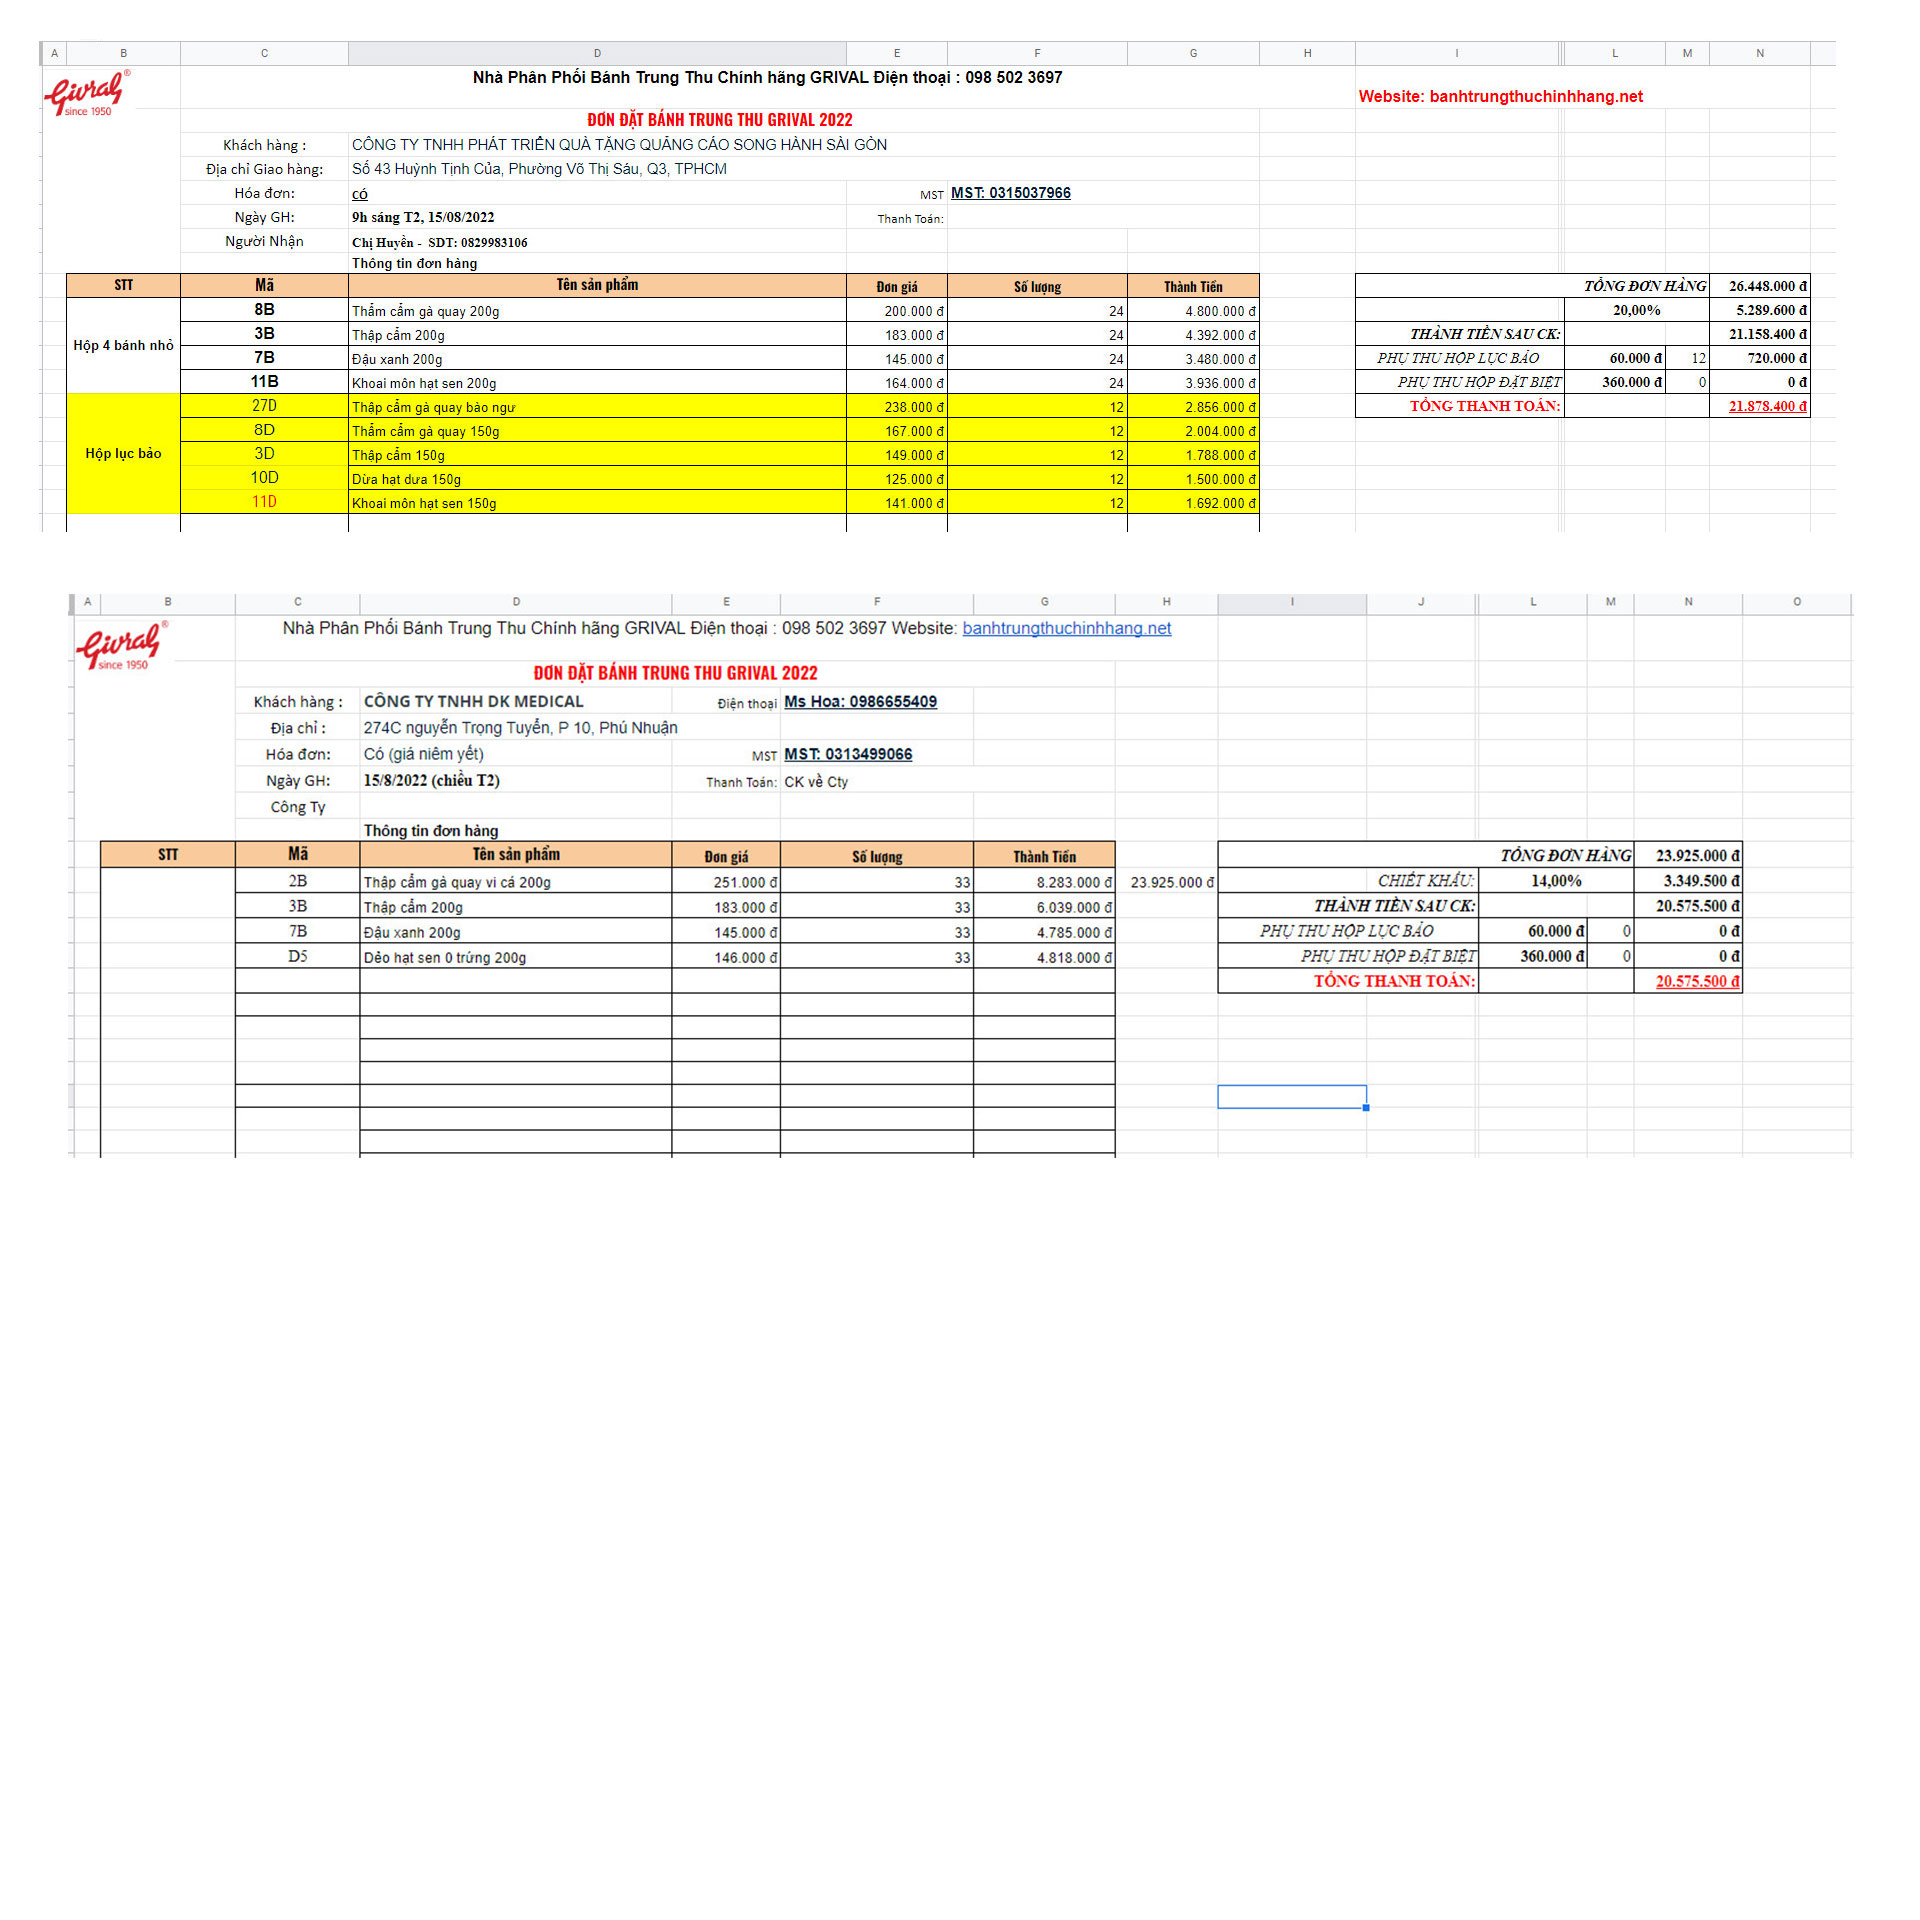 A B C D E F G H I L M N
Givral®
since 1950
Nhà Phân Phối Bánh Trung Thu Chính hãng GRIVAL Điện thoại : 098 502 3697
Website: banhtrungthuchinhhang.net
ĐƠN ĐẶT BÁNH TRUNG THU GRIVAL 2022
Khách hàng : CÔNG TY TNHH PHÁT TRIỂN QUÀ TẶNG QUẢNG CÁO SONG HÀNH SÀI GÒN
Địa chỉ Giao hàng: Số 43 Huỳnh Tịnh Của, Phường Võ Thị Sáu, Q3, TPHCM
Hóa đơn: CÓ MST MST: 0315037966
Ngày GH: 9h sáng T2, 15/08/2022 Thanh Toán:
Người Nhận Chị Huyền - SDT: 0829983106
Thông tin đơn hàng
STT Mã Tên sản phẩm Đơn giá Số lượng Thành Tiền TỔNG ĐƠN HÀNG 26.448.000 đ
8B Thẩm cẩm gà quay 200g 200.000 đ 24 4.800.000 đ 20,00% 5.289.600 đ
3B Thập cẩm 200g 183.000 đ 24 4.392.000 đ THÀNH TIỀN SAU CK: 21.158.400 đ
Hộp 4 bánh nhỏ
7B Đậu xanh 200g 145.000 đ 24 3.480.000 đ PHỤ THU HỘP LỤC BẢO 60.000 đ 12 720.000 đ
11B Khoai môn hạt sen 200g 164.000 đ 24 3.936.000 đ PHỤ THU HỘP ĐẶT BIỆT 360.000 đ 0 0 đ
27D Thập cẩm gà quay bào ngư 238.000 đ 12 2.856.000 đ TỔNG THANH TOÁN: 21.878.400 đ
8D Thẩm cẩm gà quay 150g 167.000 đ 12 2.004.000 đ
Hộp lục bảo 3D Thập cẩm 150g 149.000 đ 12 1.788.000 đ
10D Dừa hạt dưa 150g 125.000 đ 12 1.500.000 đ
11D Khoai môn hạt sen 150g 141.000 đ 12 1.692.000 đ
A B C D E F G H I J L M N O
Givral®
since 1950
Nhà Phân Phối Bánh Trung Thu Chính hãng GRIVAL Điện thoại : 098 502 3697 Website: banhtrungthuchinhhang.net
ĐƠN ĐẶT BÁNH TRUNG THU GRIVAL 2022
Khách hàng : CÔNG TY TNHH DK MEDICAL Điện thoại Ms Hoa: 0986655409
Địa chỉ : 274C nguyễn Trọng Tuyển, P 10, Phú Nhuận
Hóa đơn: Có (giá niêm yết) MST MST: 0313499066
Ngày GH: 15/8/2022 (chiều T2) Thanh Toán: CK về Cty
Công Ty
Thông tin đơn hàng
STT Mã Tên sản phẩm Đơn giá Số lượng Thành Tiền TỔNG ĐƠN HÀNG 23.925.000 đ
2B Thập cẩm gà quay vi cá 200g 251.000 đ 33 8.283.000 đ 23.925.000 đ CHIẾT KHẤU: 14,00% 3.349.500 đ
3B Thập cẩm 200g 183.000 đ 33 6.039.000 đ THÀNH TIỀN SAU CK: 20.575.500 đ
7B Đậu xanh 200g 145.000 đ 33 4.785.000 đ PHỤ THU HỘP LỤC BẢO 60.000 đ 0 0 đ
D5 Dẻo hạt sen 0 trứng 200g 146.000 đ 33 4.818.000 đ PHỤ THU HỘP ĐẶT BIỆT 360.000 đ 0 0 đ
TỔNG THANH TOÁN: 20.575.500 đ